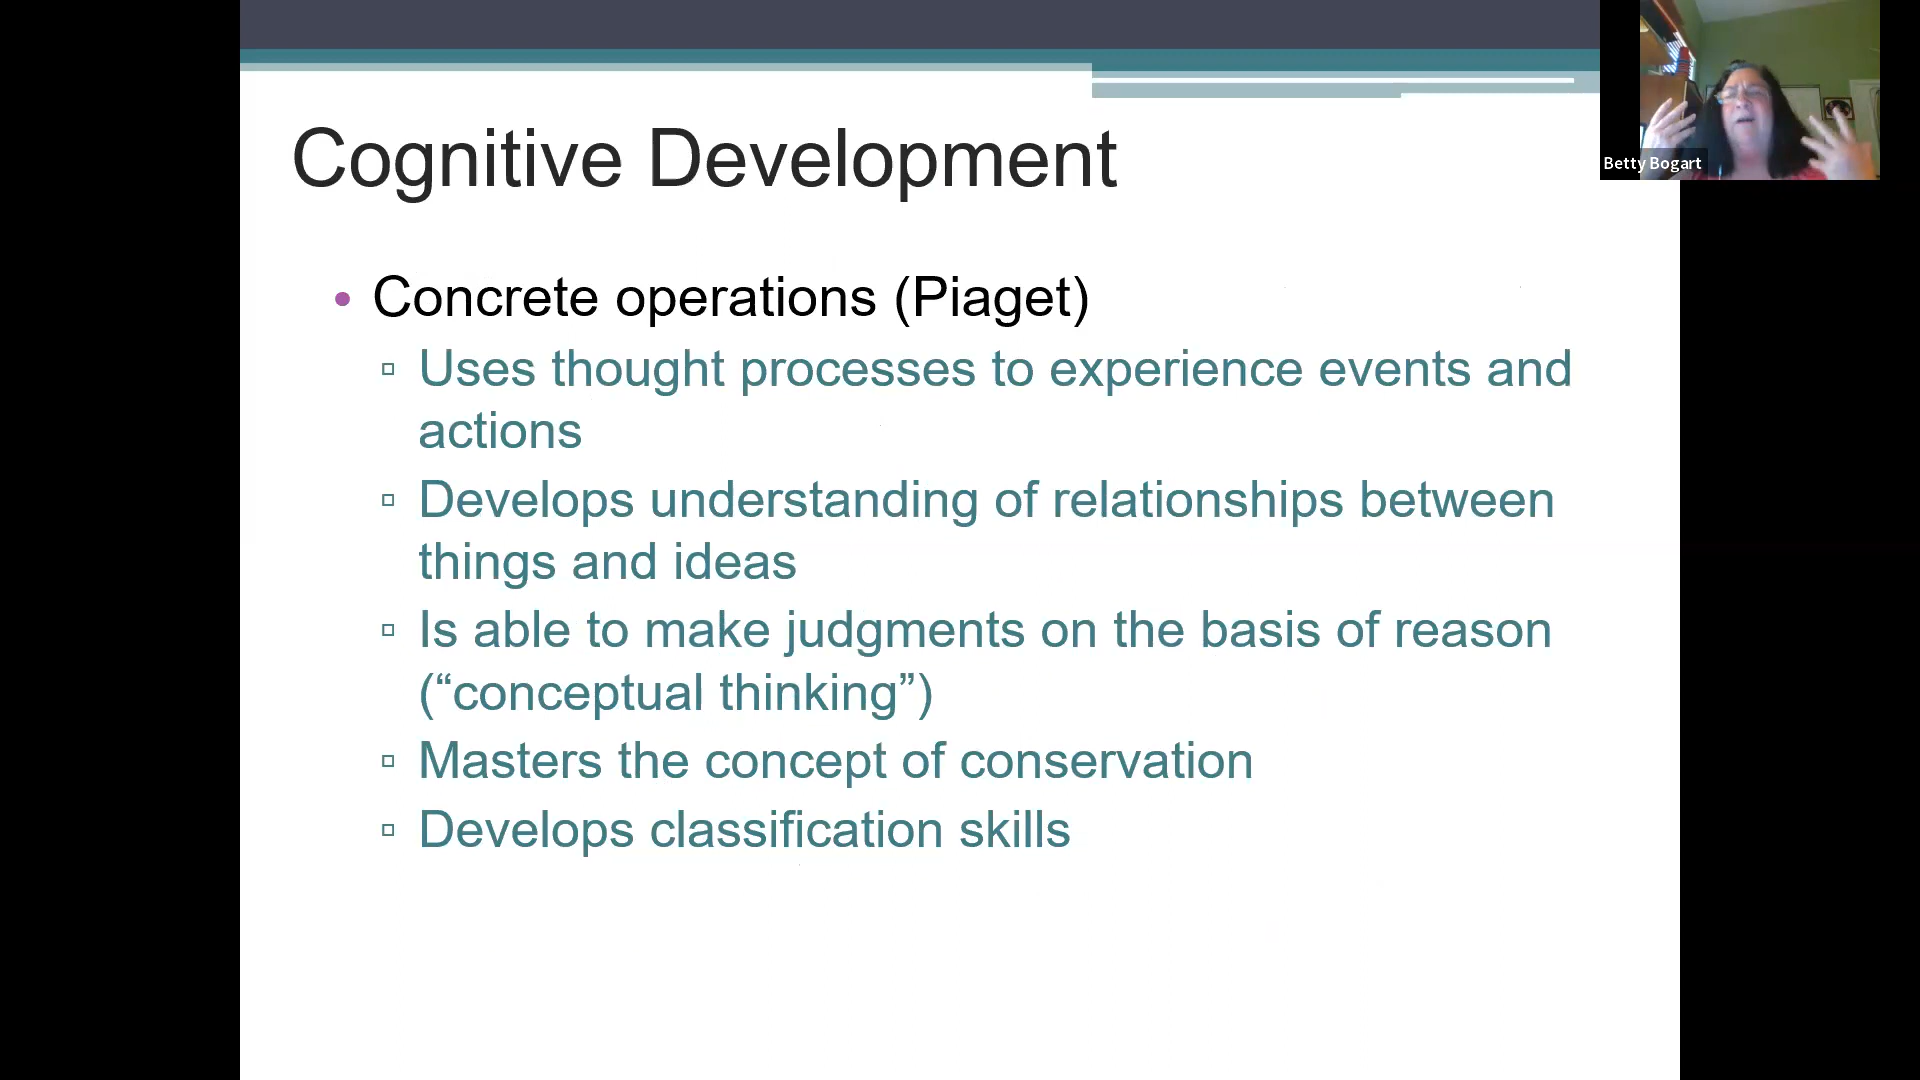 Cognitive Development
• Concrete operations (Piaget)
▫ Uses thought processes to experience events and
actions
▫ Develops understanding of relationships between
things and ideas
▫ Is able to make judgments on the basis of reason
(“conceptual thinking”)
▫ Masters the concept of conservation
▫ Develops classification skills
Betty Bogart